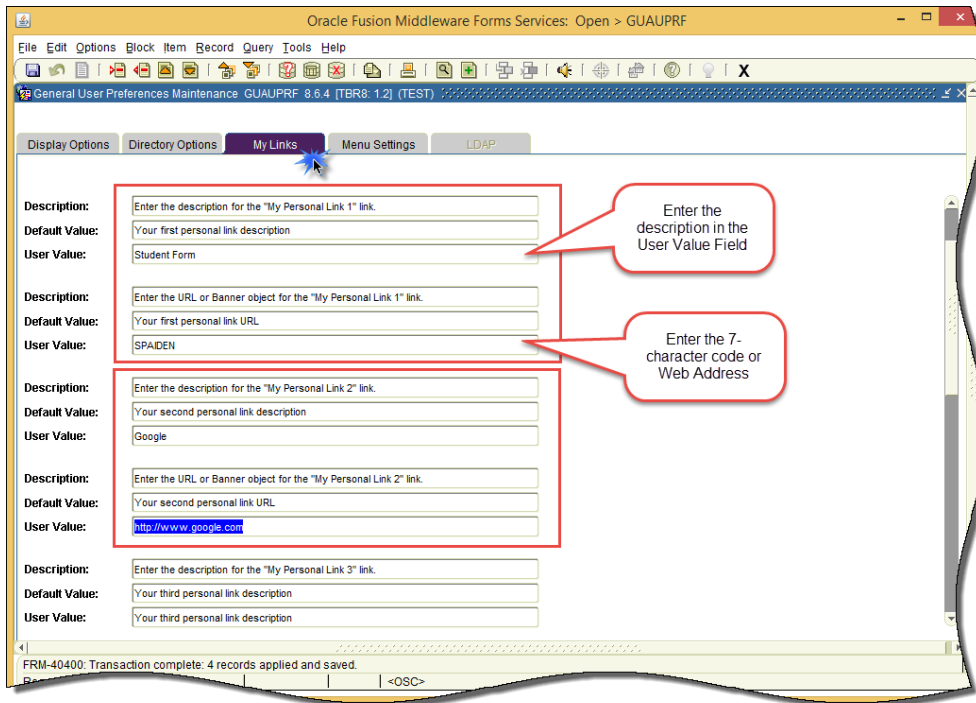 Oracle Fusion Middleware Forms Services: Open > GUAUPRF
File Edit Options Block Item Record Query Tools Help
General User Preferences Maintenance GUAUPRF 8.6.4 [TBR8: 1.2] (TEST)
Display Options Directory Options My Links Menu Settings LDAP
Description: Enter the description for the "My Personal Link 1" link.
Default Value: Your first personal link description
User Value: Student Form
Enter the
description in the
User Value Field
Description: Enter the URL or Banner object for the "My Personal Link 1" link.
Default Value: Your first personal link URL
User Value: SPAIDEN
Enter the 7-
character code or
Web Address
Description: Enter the description for the "My Personal Link 2" link.
Default Value: Your second personal link description
User Value: Google
Description: Enter the URL or Banner object for the "My Personal Link 2" link.
Default Value: Your second personal link URL
User Value: http://www.google.com
Description: Enter the description for the "My Personal Link 3" link.
Default Value: Your third personal link description
User Value: Your third personal link description
FRM-40400: Transaction complete: 4 records applied and saved.
<OSC>